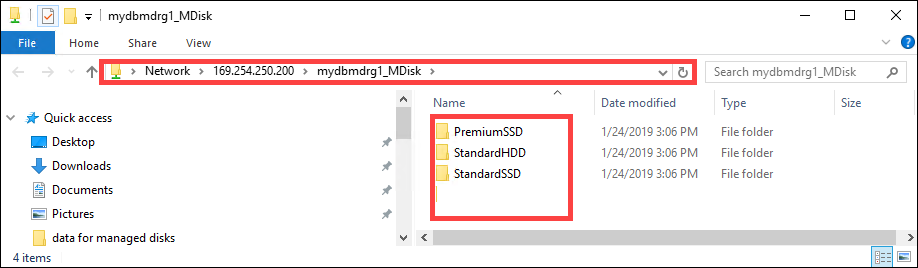 mydbmdrg1_MDisk
File Home Share View
Network 169.254.250.200 mydbmdrg1_MDisk Search mydbmdrg1_MDisk
Name Date modified Type Size
Quick access
Desktop
Downloads
Documents
Pictures
data for managed disks
PremiumSSD 1/24/2019 3:06 PM File folder
StandardHDD 1/24/2019 3:06 PM File folder
StandardSSD 1/24/2019 3:06 PM File folder
4 items